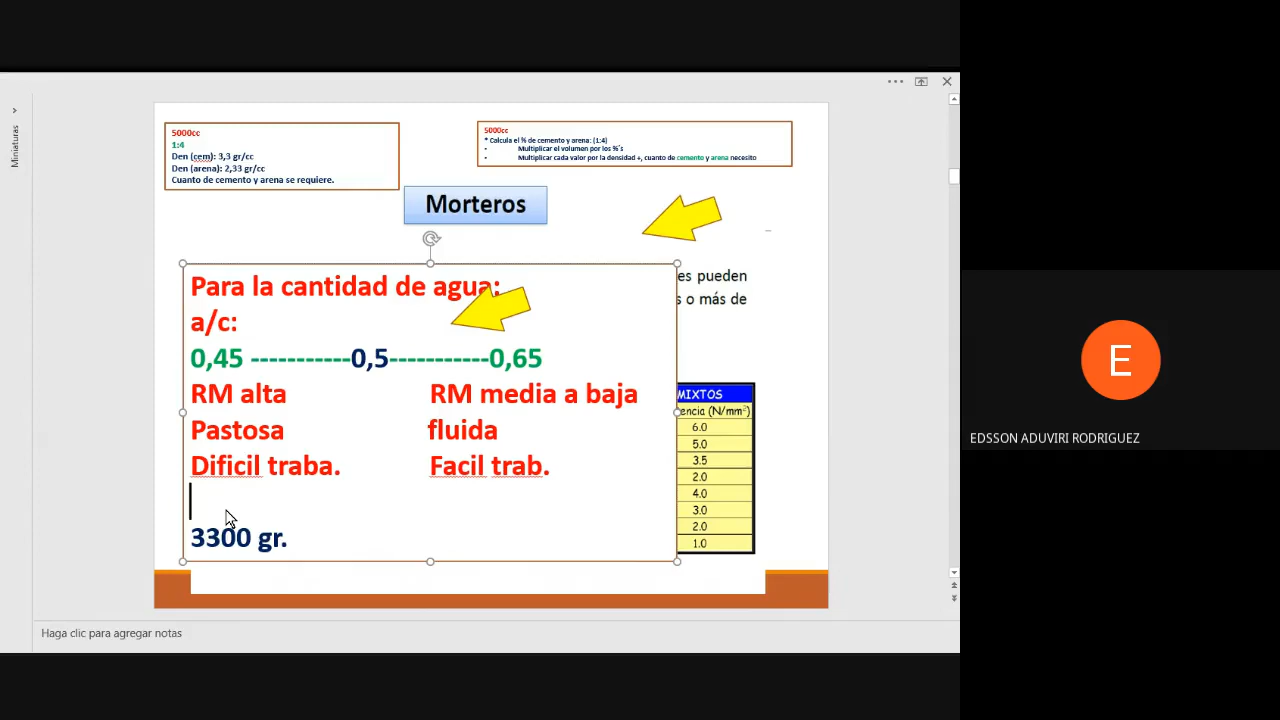 Miniaturas
5000cc
1:4
Den (cem): 3,3 gr/cc
Den (arena): 2,33 gr/cc
Cuanto de cemento y arena se requiere.
5000cc
* Calcula el % de cemento y arena: (1:4)
• Multiplicar el volumen por los %´s
• Multiplicar cada valor por la densidad +, cuanto de cemento y arena necesito
Morteros
Para la cantidad de agua:
a/c:
0,45 -----------0,5-----------0,65
RM alta RM media a baja
Pastosa fluida
Dificil traba. Facil trab.
3300 gr.
es pueden
s o más de
MIXTOS
encia (N/mm²)
6.0
5.0
3.5
2.0
4.0
3.0
2.0
1.0
Haga clic para agregar notas
E
EDSSON ADUVIRI RODRIGUEZ